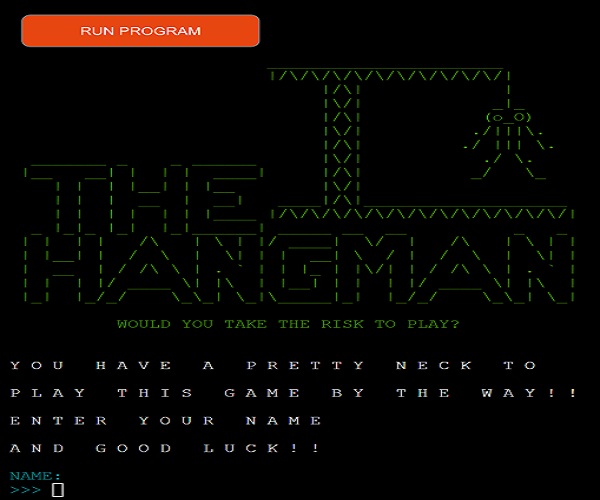 RUN PROGRAM
THE
HANGMAN
WOULD YOU TAKE THE RISK TO PLAY?
YOU HAVE A PRETTY NECK TO
PLAY THIS GAME BY THE WAY!!
ENTER YOUR NAME
AND GOOD LUCK!!
NAME:
>>>